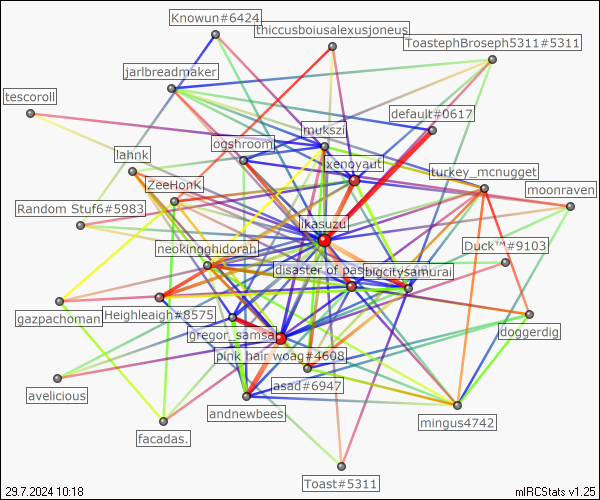 Knowun#6424
thiccusboiusalexusjoneus
ToastephBroseph5311#5311
jarlbreadmaker
tescoroll
default#0617
mukszi
ogshroom
lahnk
xenoyaut
turkey_mcnugget
ZeeHonK
moonraven
Random Stuf6#5983
ikasuzu
neokingghidorah
Duck™#9103
disaster of pas
bigcitysamurai
gazpachoman
Heighleaigh#8575
gregor_samsa
doggerdig
pink hair woag#4608
asad#6947
avelicious
andnewbees
mingus4742
facadas.
Toast#5311
29.7.2024 10:18
mIRCStats v1.25